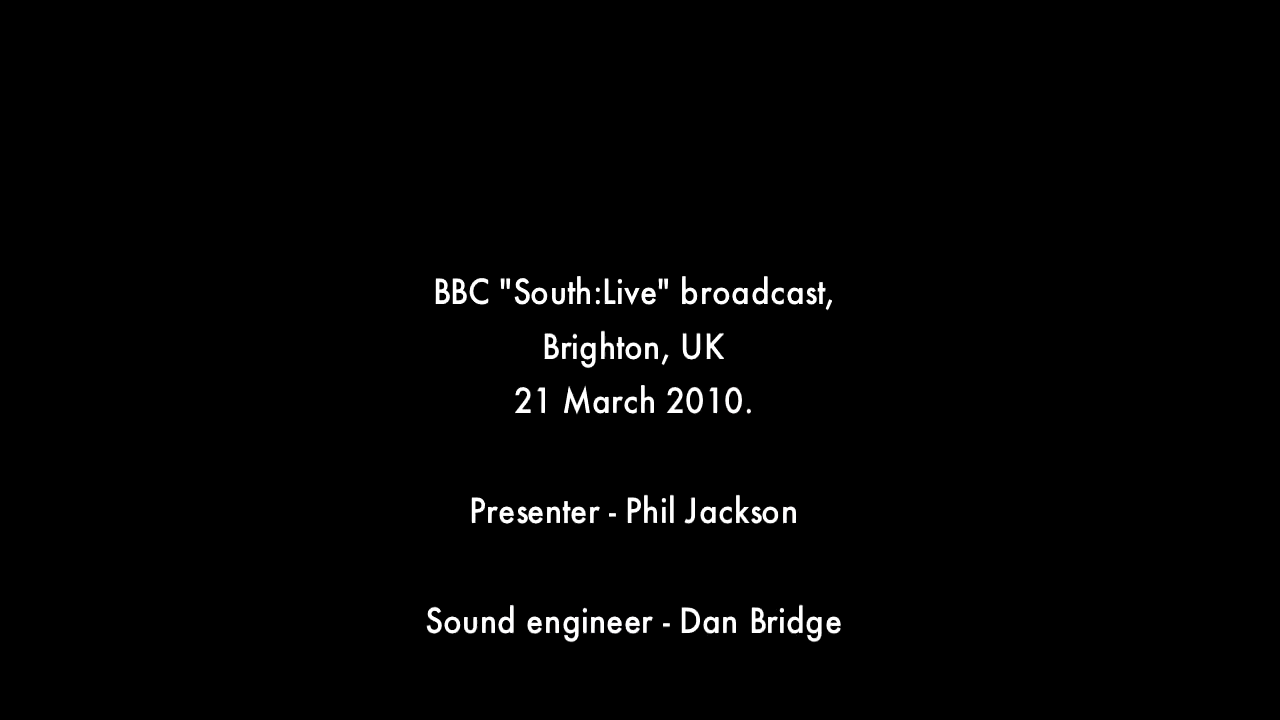 BBC "South:Live" broadcast,
Brighton, UK
21 March 2010.
Presenter - Phil Jackson
Sound engineer - Dan Bridge